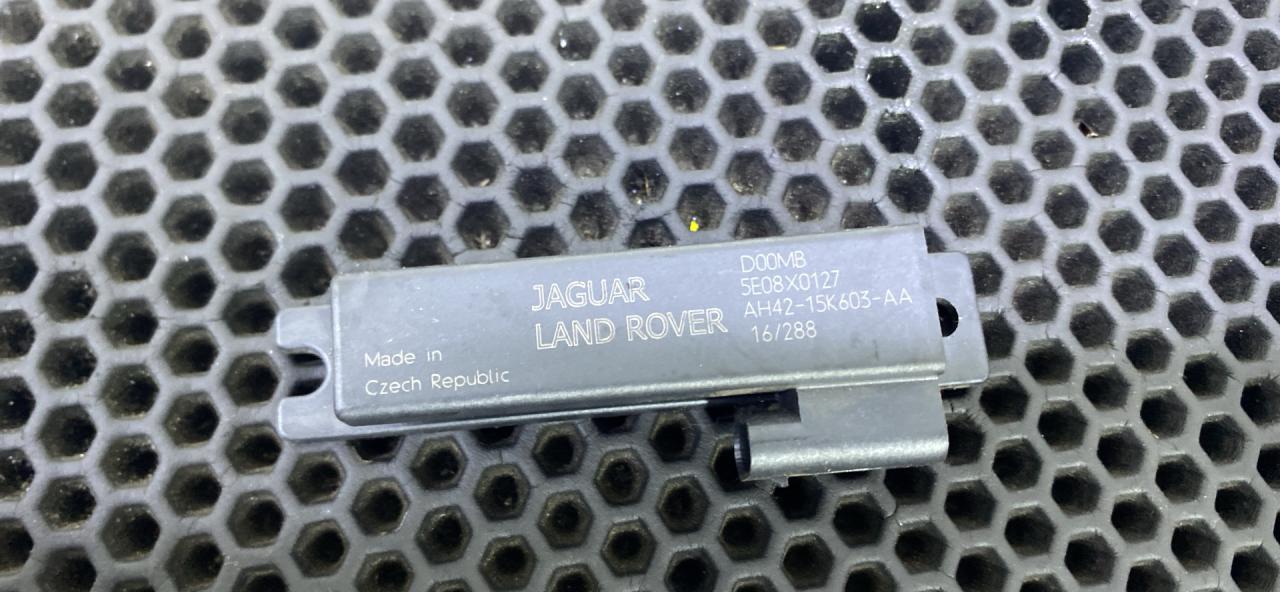 JAGUAR
LAND ROVER
D00MB
5E08X0127
AH42-15K603-AA
16/288
Made in
Czech Republic